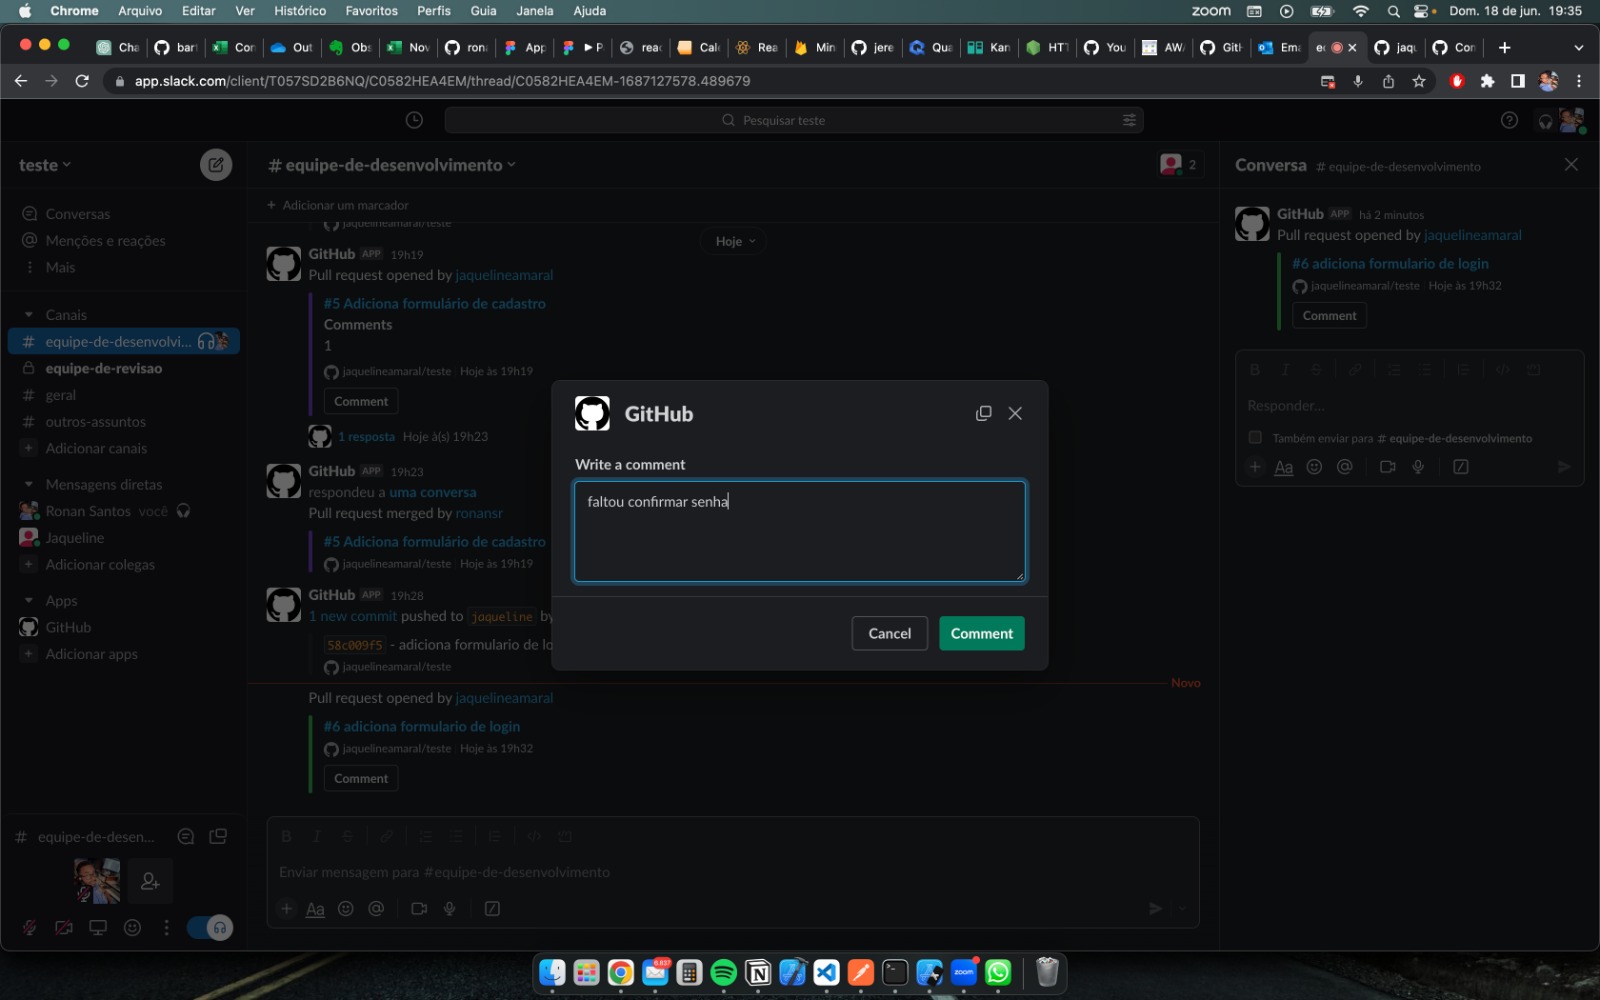 Chrome Arquivo Editar Ver Histórico Favoritos Perfis Guia Janela Ajuda zoom Dom. 18 de jun. 19:35
Cha bar Cor Out Obs Nov ron App P reac Cale Rea Min jere Qua Kan HTT You AWA GitH Ema jaqu Con
app.slack.com/client/T057SD2B6NQ/C0582HEA4EM/thread/C0582HEA4EM-1687127578.489679
Pesquisar teste
teste
Conversas
Menções e reações
Mais
Canais
# equipe-de-desenvolvi...
equipe-de-revisao
# geral
# outros-assuntos
+ Adicionar canais
Mensagens diretas
Ronan Santos você
Jaqueline
+ Adicionar colegas
Apps
GitHub
+ Adicionar apps
# equipe-de-desen...
# equipe-de-desenvolvimento
2
+ Adicionar um marcador
jaquelineamaral/teste
Hoje
GitHub APP 19h19
Pull request opened by jaquelineamaral
#5 Adiciona formulário de cadastro
Comments
1
jaquelineamaral/teste Hoje às 19h19
Comment
1 resposta Hoje à(s) 19h23
GitHub APP 19h23
respondeu a uma conversa
Pull request merged by ronansr
#5 Adiciona formulário de cadastro
jaquelineamaral/teste Hoje às 19h19
GitHub APP 19h28
1 new commit pushed to jaqueline by
58c009f5 - adiciona formulario de lo
jaquelineamaral/teste
Novo
Pull request opened by jaquelineamaral
#6 adiciona formulario de login
jaquelineamaral/teste Hoje às 19h32
Comment
B I S
Enviar mensagem para #equipe-de-desenvolvimento
Aa
GitHub
Write a comment
faltou confirmar senha
Cancel
Comment
Conversa # equipe-de-desenvolvimento
GitHub APP há 2 minutos
Pull request opened by jaquelineamaral
#6 adiciona formulario de login
jaquelineamaral/teste Hoje às 19h32
Comment
B I S
Responder...
Também enviar para # equipe-de-desenvolvimento
Aa
6.837
zoom